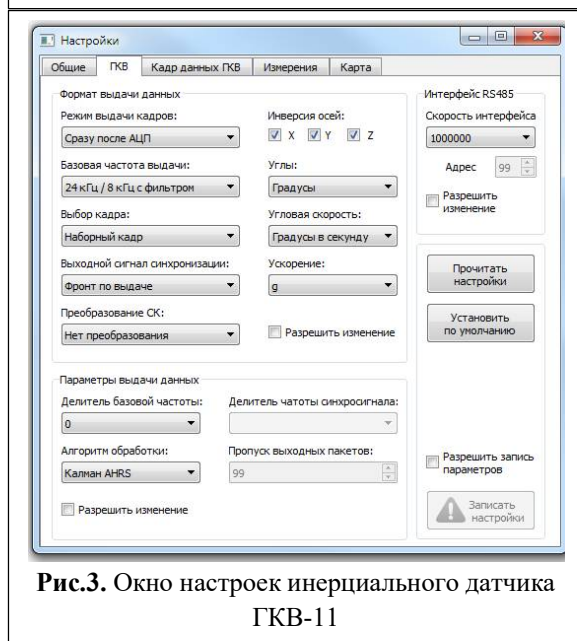 Настройки
Общие ГКВ Кадр данных ГКВ Измерения Карта
Формат выдачи данных
Режим выдачи кадров:
Сразу после АЦП
Базовая частота выдачи:
24 кГц / 8 кГц с фильтром
Выбор кадра:
Наборный кадр
Выходной сигнал синхронизации:
Фронт по выдаче
Преобразование СК:
Нет преобразования
Инверсия осей:
X Y Z
Углы:
Градусы
Угловая скорость:
Градусы в секунду
Ускорение:
g
Разрешить изменение
Параметры выдачи данных
Делитель базовой частоты:
0
Делитель чатоты синхросигнала:
Алгоритм обработки:
Калман AHRS
Пропуск выходных пакетов:
99
Разрешить изменение
Интерфейс RS485
Скорость интерфейса
1000000
Адрес 99
Разрешить
изменение
Прочитать
настройки
Установить
по умолчанию
Разрешить запись
параметров
Записать
настройки
Рис.3. Окно настроек инерциального датчика
ГКВ-11